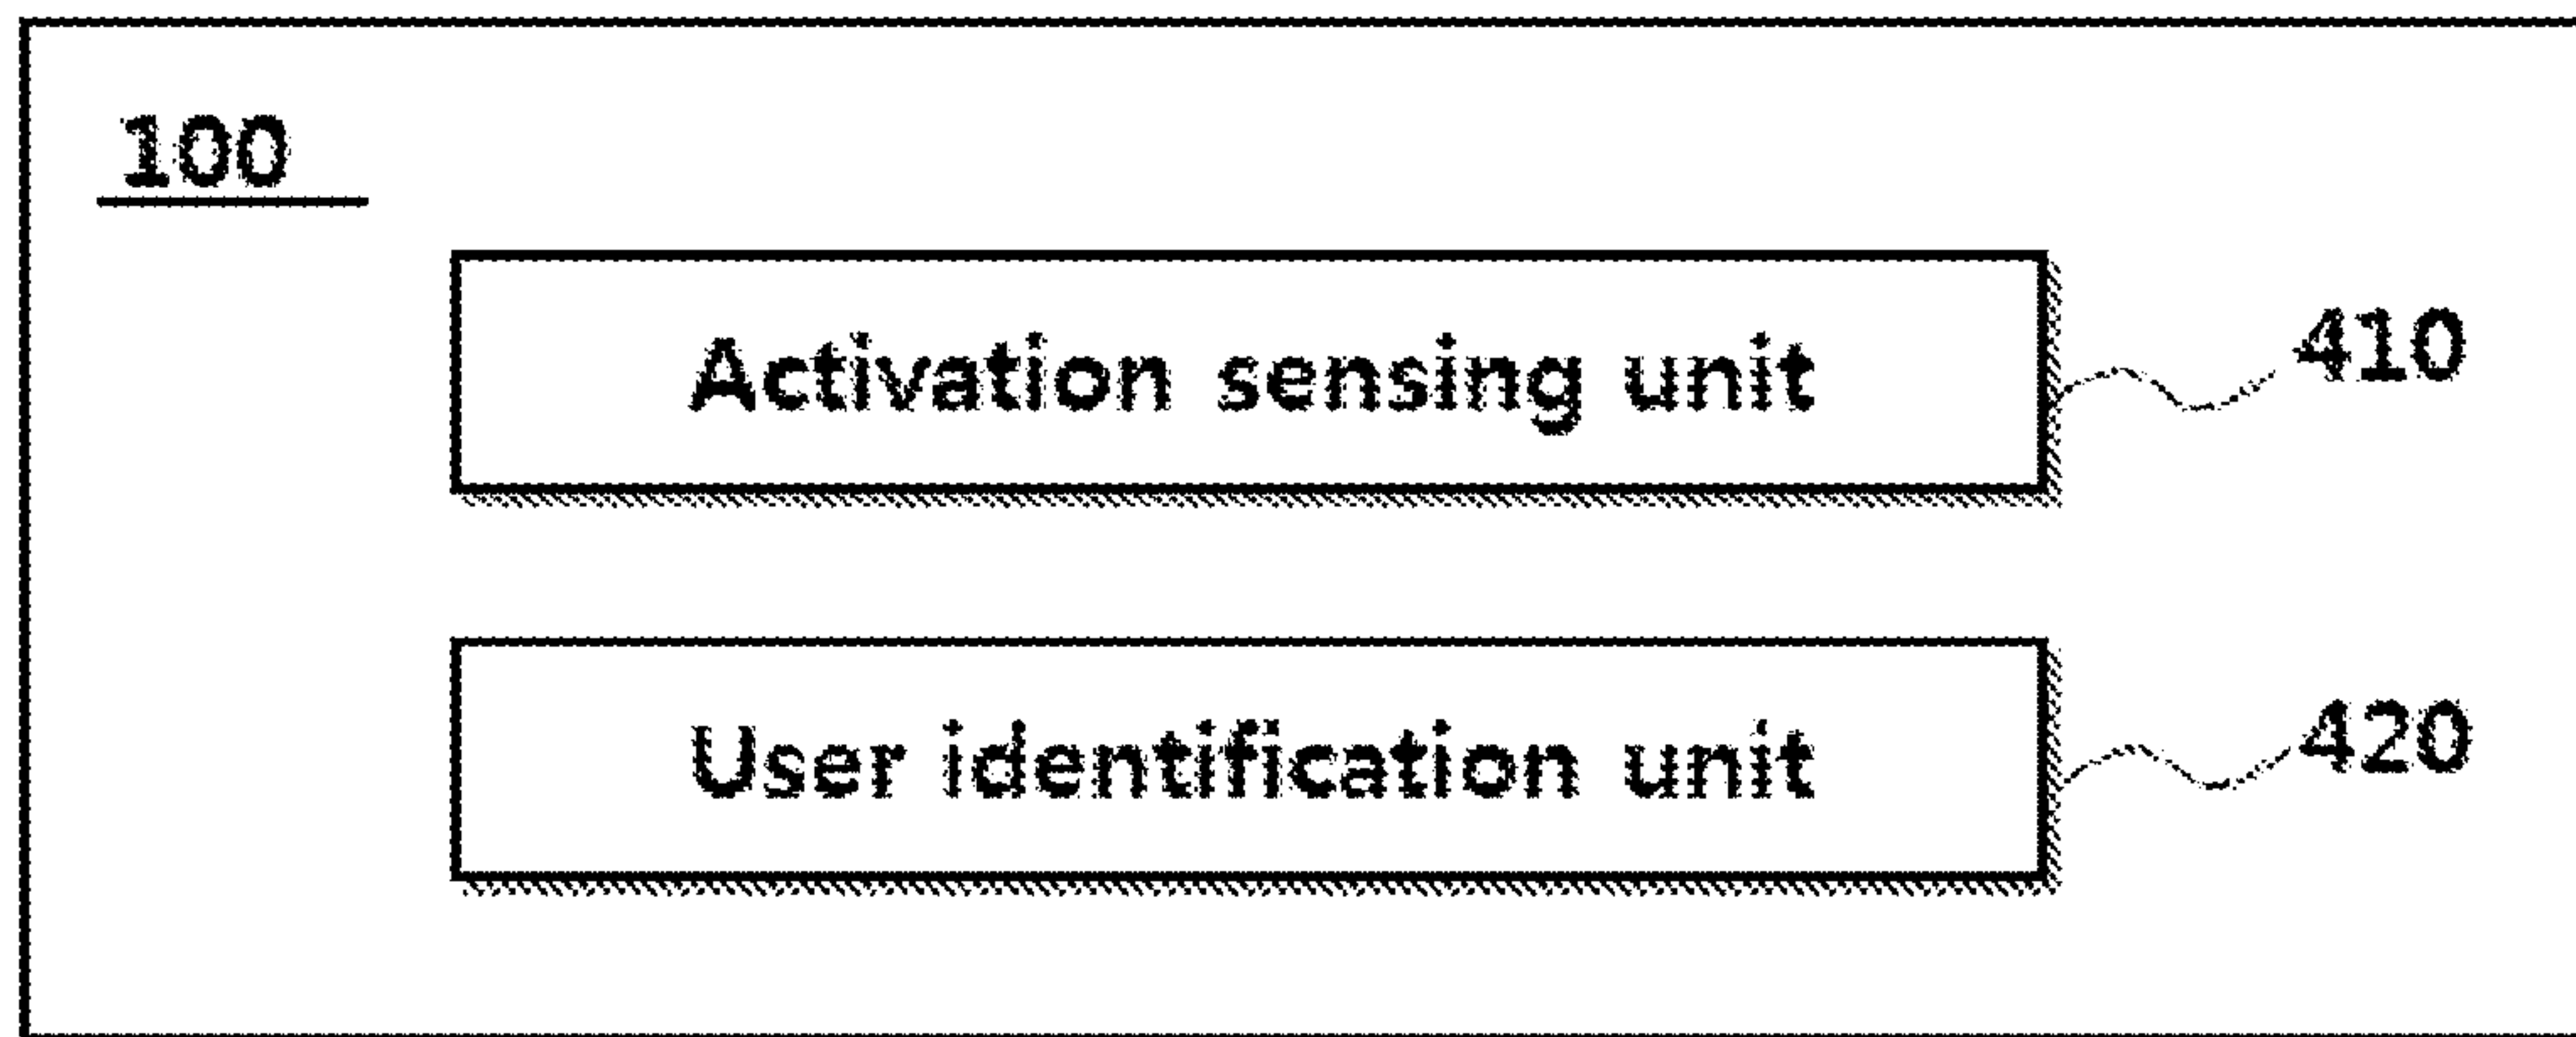 100
Activation sensing unit
410
User identification unit
420